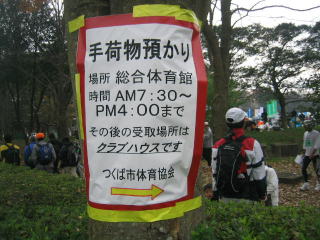 手荷物預かり
場所 総合体育館
時間 AM7:30〜
PM4:00まで
その後の受取場所は
クラブハウスです
つくば市体育協会